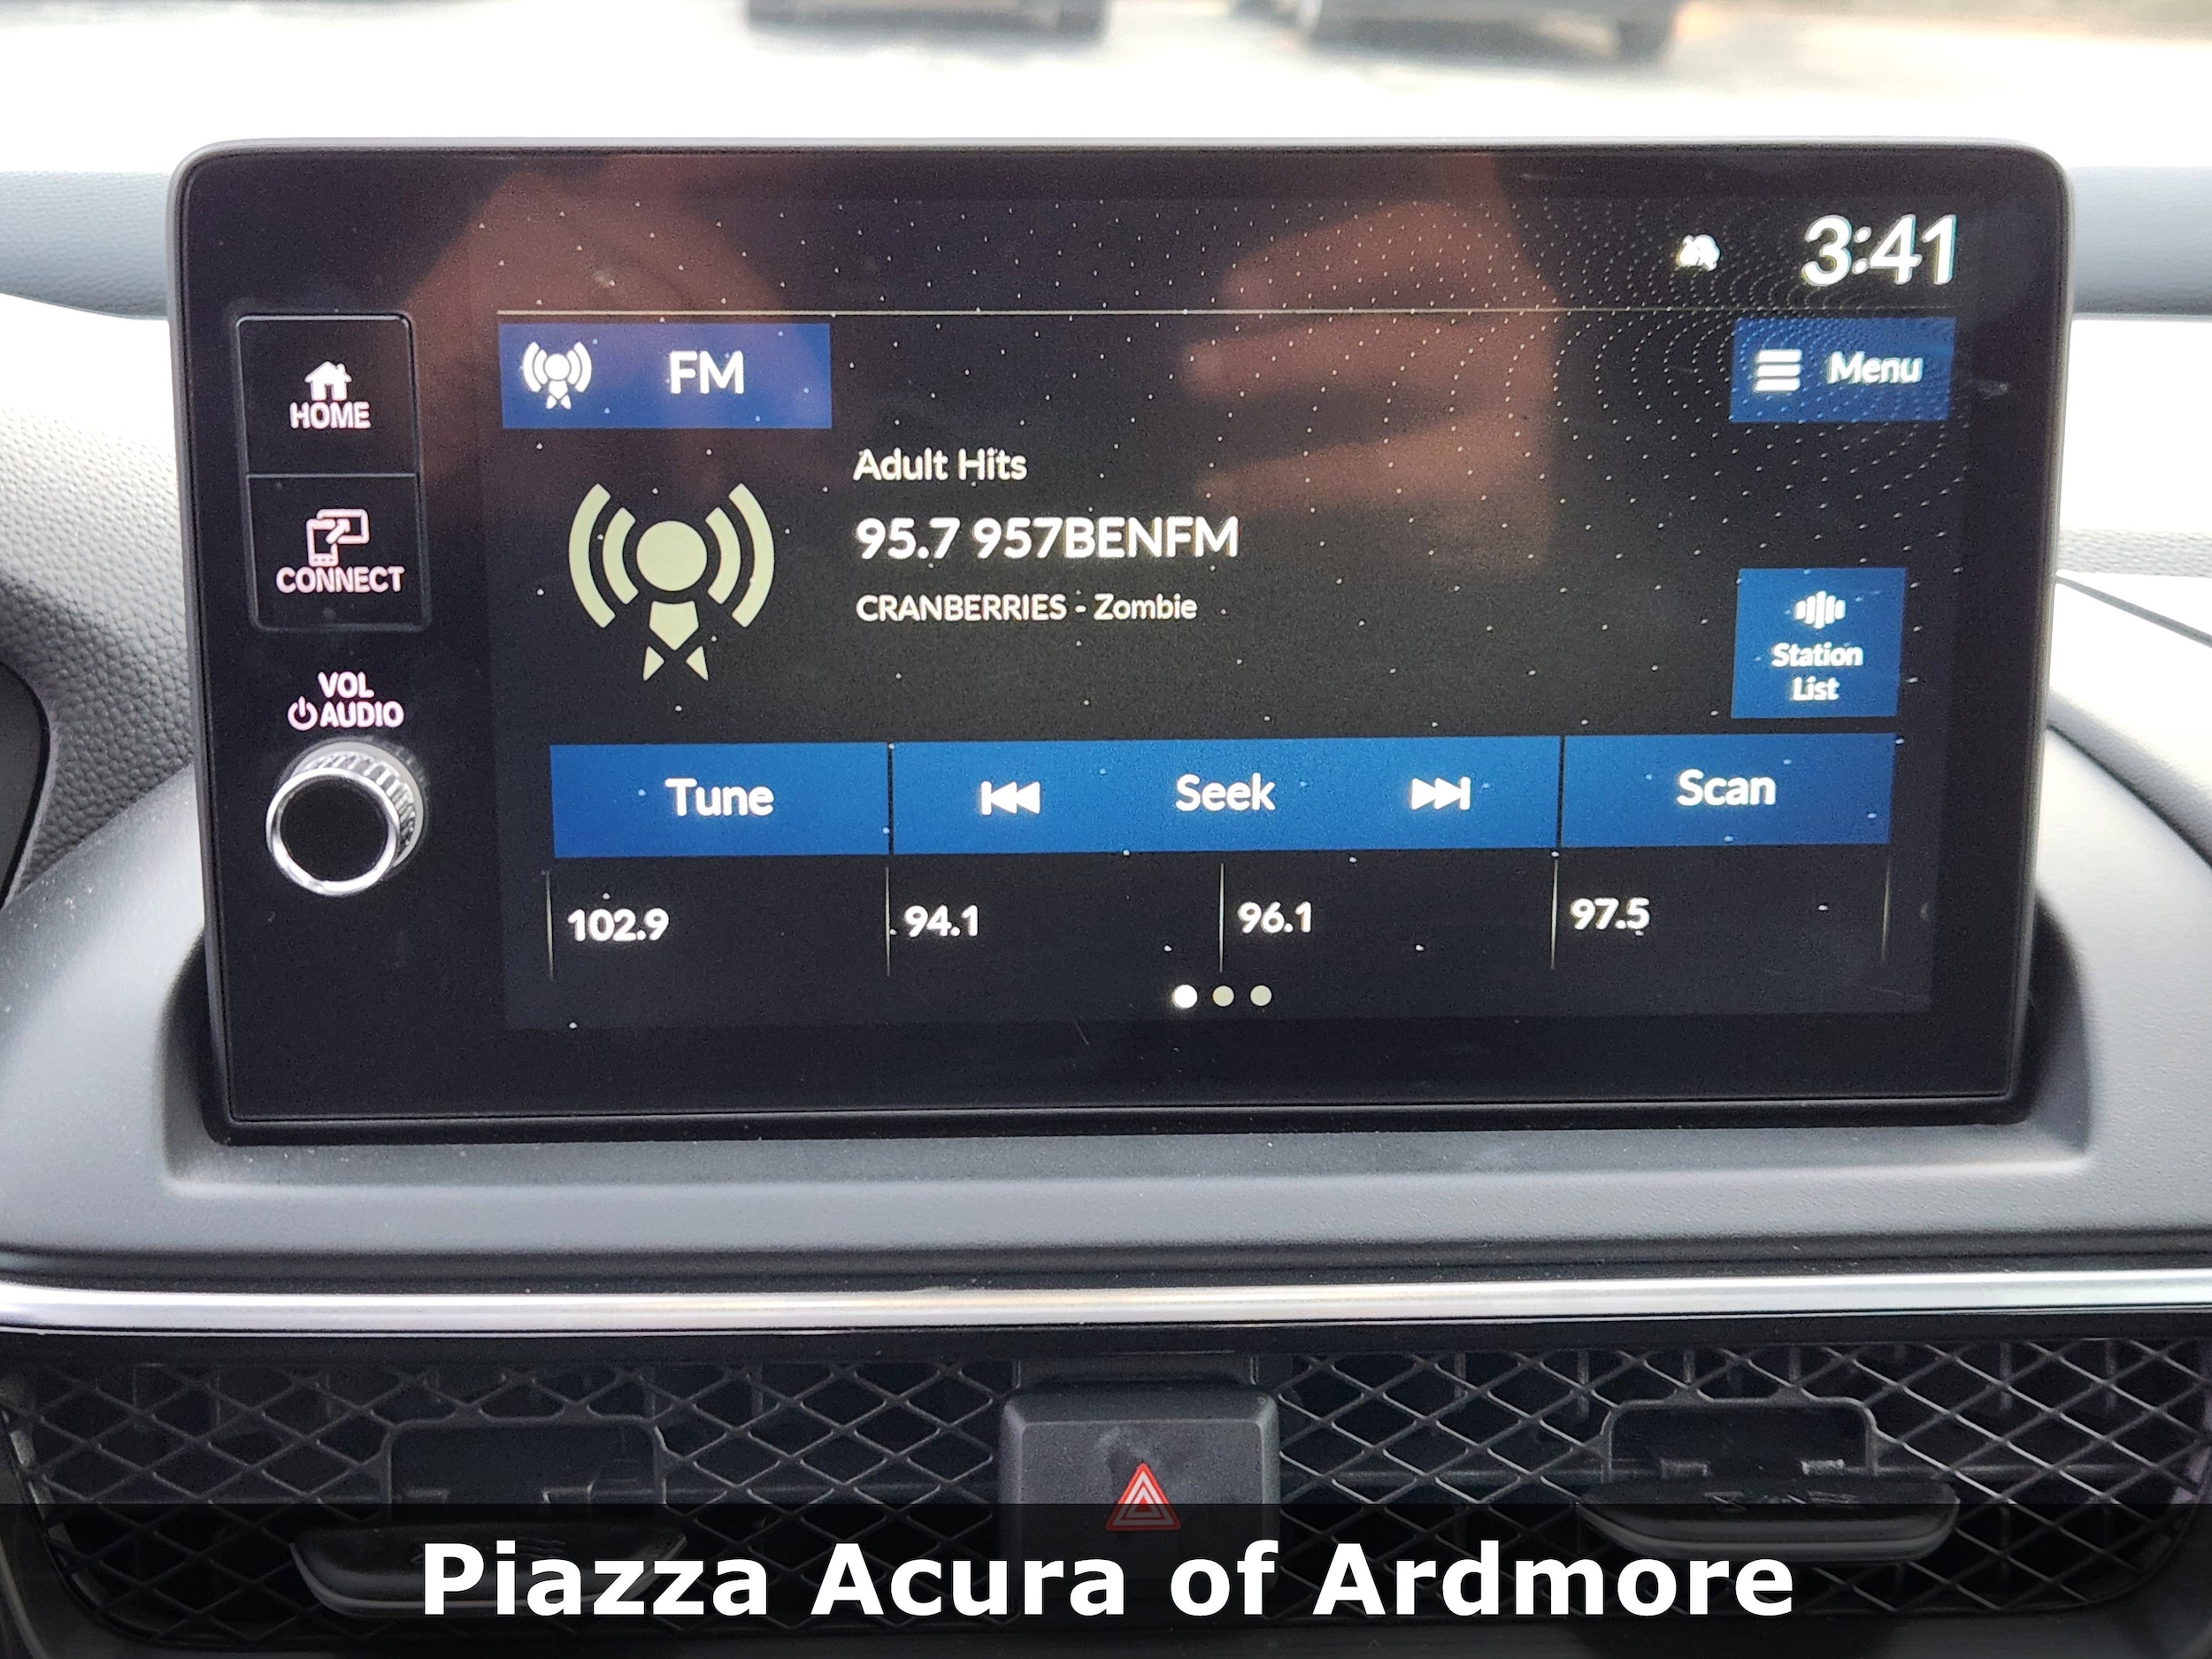 3:41
HOME
FM
Menu
Adult Hits
95.7 957BENFM
CONNECT
CRANBERRIES - Zombie
Station
List
VOL
AUDIO
Tune
Seek
Scan
102.9
94.1
96.1
97.5
Piazza Acura of Ardmore